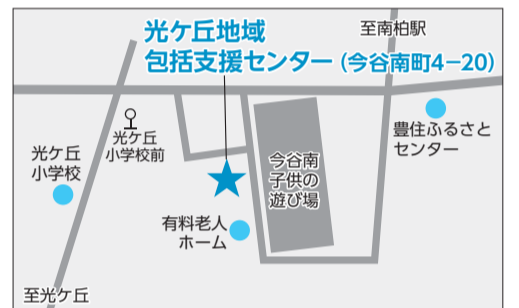 光ケ丘地域
包括支援センター（今谷南町4−20）
至南柏駅
光ケ丘
小学校前
豊住ふるさと
センター
光ケ丘
小学校
今谷南
子供の
遊び場
有料老人
ホーム
至光ケ丘